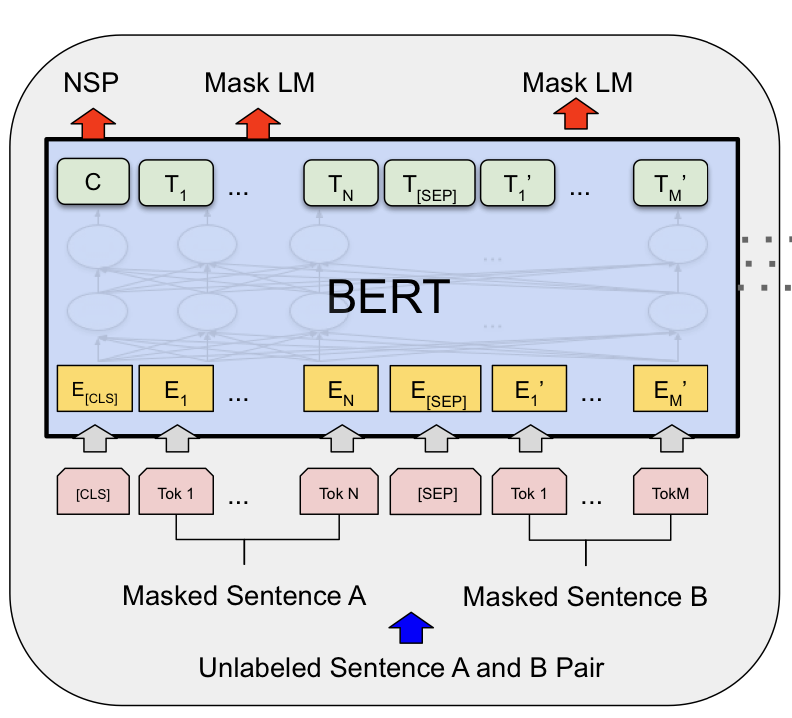 NSP Mask LM Mask LM
C T1 ... TN T[SEP] T1’ ... TM’
...
BERT
...
E[CLS] E1 ... EN E[SEP] E1’ ... EM’
[CLS] Tok 1 ... Tok N [SEP] Tok 1 ... TokM
Masked Sentence A Masked Sentence B
Unlabeled Sentence A and B Pair